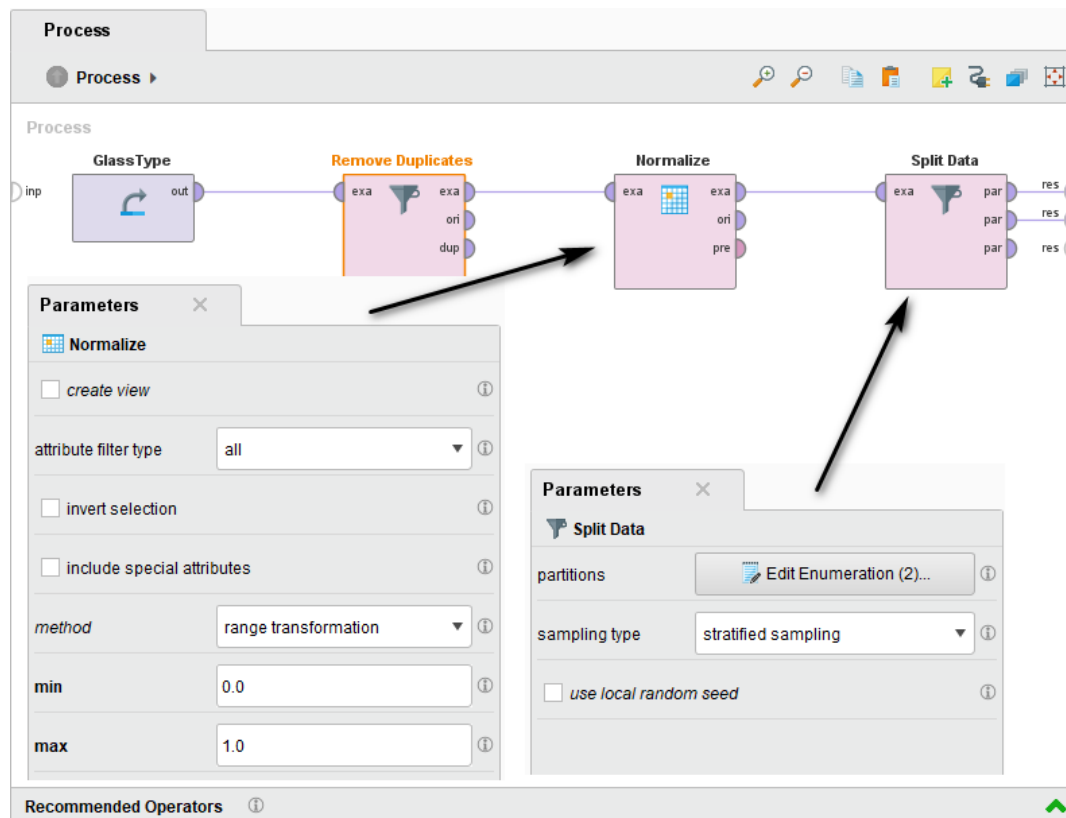 Process
Process
Process
GlassType
Remove Duplicates
Normalize
Split Data
inp
out
exa
exa
exa
exa
exa
par
res
ori
ori
par
res
dup
pre
par
res
Parameters
Normalize
create view
attribute filter type
all
invert selection
include special attributes
method
range transformation
min
0.0
max
1.0
Parameters
Split Data
partitions
Edit Enumeration (2)...
sampling type
stratified sampling
use local random seed
Recommended Operators